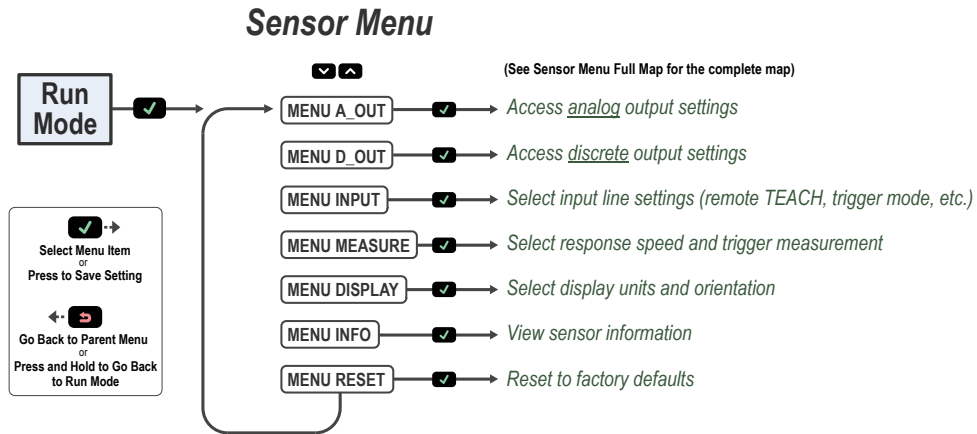 Sensor Menu
(See Sensor Menu Full Map for the complete map)
Run
Mode
MENU A_OUT
Access analog output settings
MENU D_OUT
Access discrete output settings
MENU INPUT
Select input line settings (remote TEACH, trigger mode, etc.)
MENU MEASURE
Select response speed and trigger measurement
MENU DISPLAY
Select display units and orientation
MENU INFO
View sensor information
MENU RESET
Reset to factory defaults
Select Menu Item
or
Press to Save Setting
Go Back to Parent Menu
or
Press and Hold to Go Back
to Run Mode